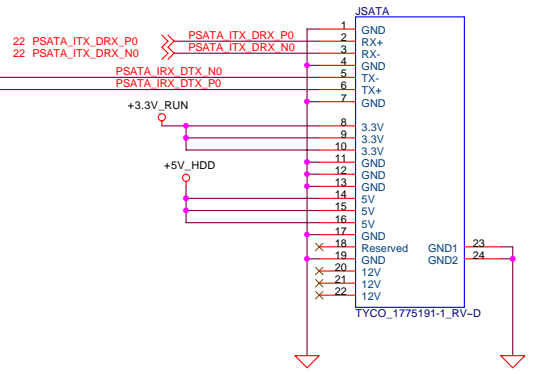 JSATA
1 GND
22 PSATA_ITX_DRX_P0 PSATA_ITX_DRX_P0 2 RX+
22 PSATA_ITX_DRX_N0 PSATA_ITX_DRX_N0 3 RX-
4 GND
PSATA_IRX_DTX_N0 5 TX-
PSATA_IRX_DTX_P0 6 TX+
7 GND
+3.3V_RUN
8 3.3V
9 3.3V
10 3.3V
11 GND
+5V_HDD
12 GND
13 GND
14 5V
15 5V
16 5V
17 GND
18 Reserved GND1 23
19 GND GND2 24
20 12V
21 12V
22 12V
TYCO_1775191-1_RV~D